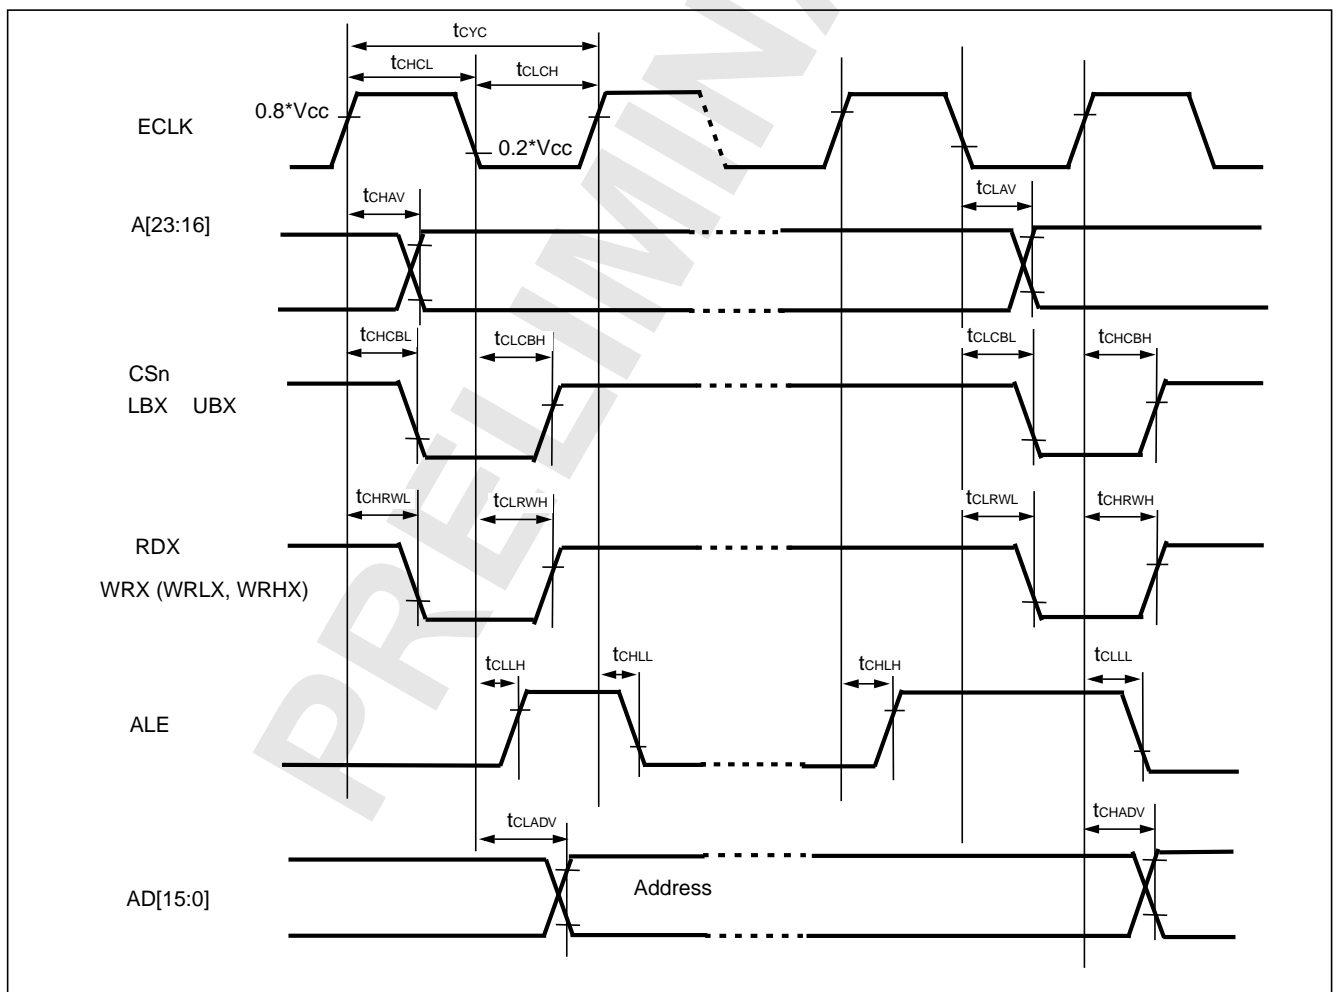 tCYC
tCHCL
tCLCH
ECLK
0.8*Vcc
0.2*Vcc
tCHAV
tCLAV
A[23:16]
tCHCBL
tCLCBH
tCLCBL
tCHCBH
CSn
LBX UBX
tCHRWL
tCLRWH
tCLRWL
tCHRWH
RDX
WRX (WRLX, WRHX)
tCLLH
tCHLL
tCHLH
tCLLL
ALE
tCLADV
tCHADV
AD[15:0]
Address
PRELIMINA